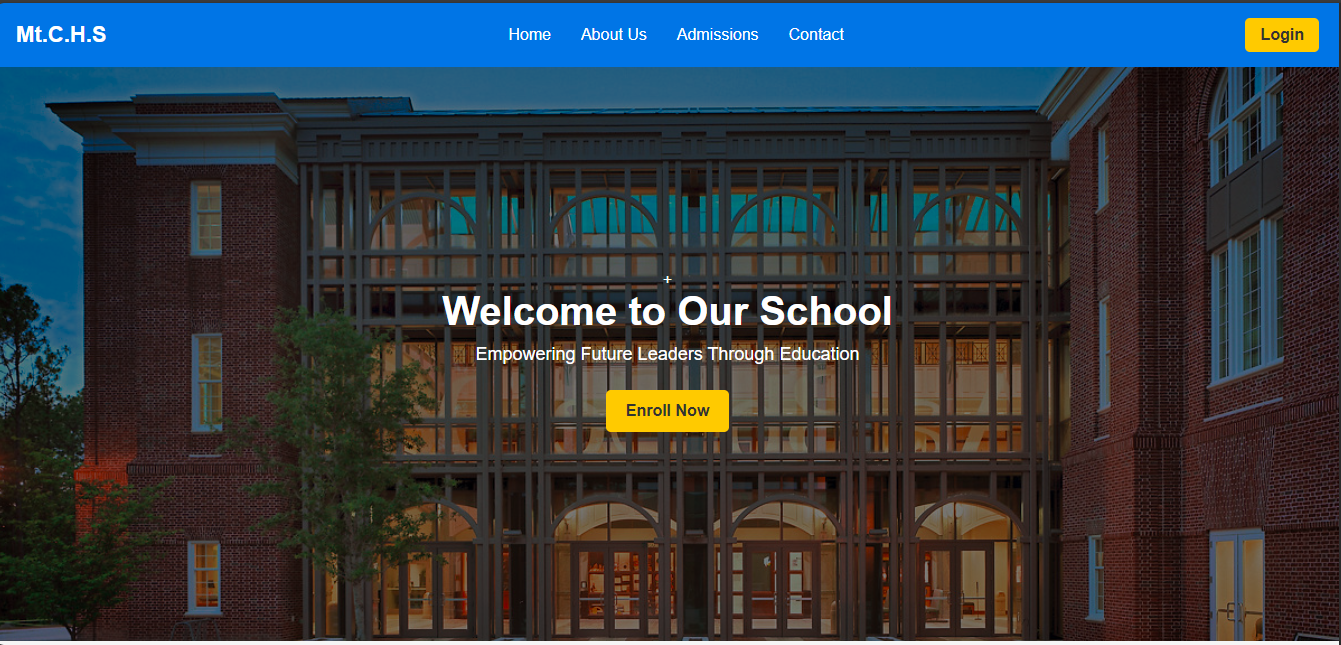 Mt.C.H.S
Home About Us Admissions Contact
Login
+
Welcome to Our School
Empowering Future Leaders Through Education
Enroll Now